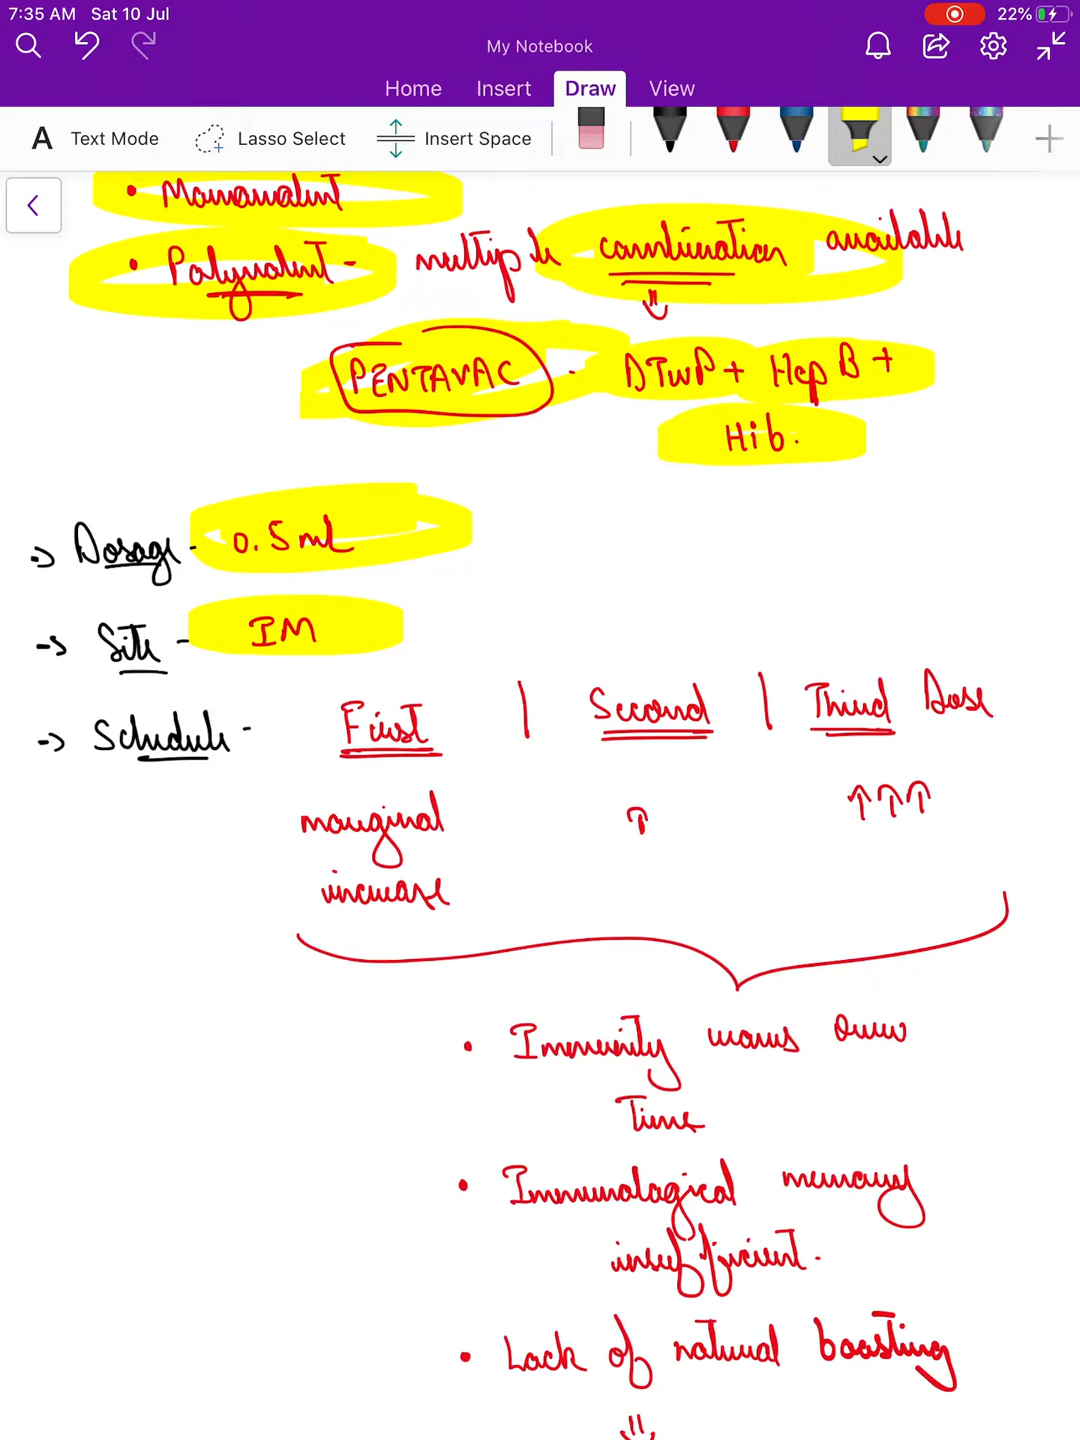 7:35 AM Sat 10 Jul 22%
My Notebook
Home Insert Draw View
A Text Mode Lasso Select Insert Space
• Monovalent
• Polyvalent - multiple combination available
PENTAVAC - DTwP + Hep B +
Hib.
=> Dosage - 0.5 ml
-> Site - IM
-> Schedule - First | Second | Third Dose
marginal ↑ ↑↑↑
increase
• Immunity wanes over
Time
• Immunological memory
insufficient.
• Lack of natural boosting